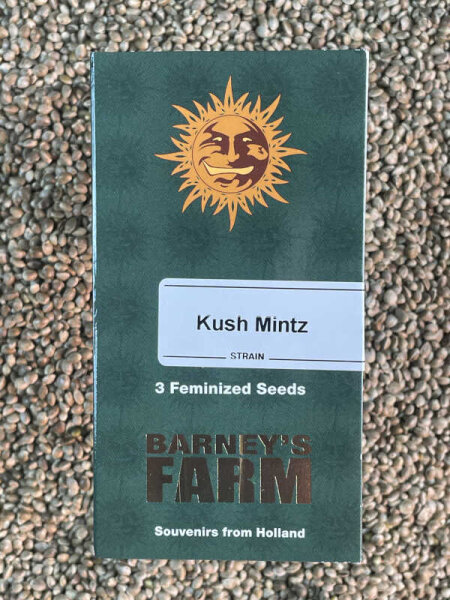 Kush Mintz
STRAIN
3 Feminized Seeds
BARNEY'S
FARM
Souvenirs from Holland